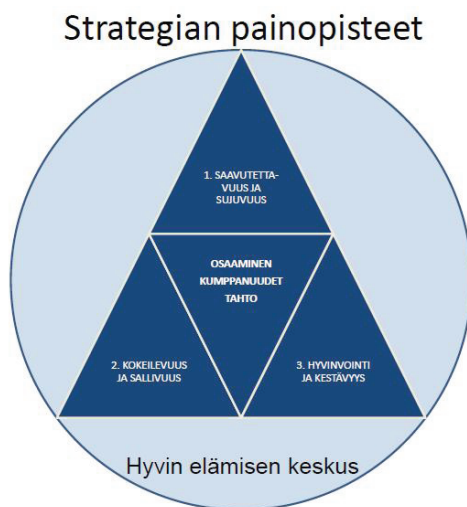 Strategian painopisteet
1. SAAVUTETTA-
VUUS JA
SUJUVUUS
OSAAMINEN
KUMPPANUUDET
TAHTO
2. KOKEILEVUUS
JA SALLIVUUS
3. HYVINVOINTI
JA KESTÄVYYS
Hyvin elämisen keskus